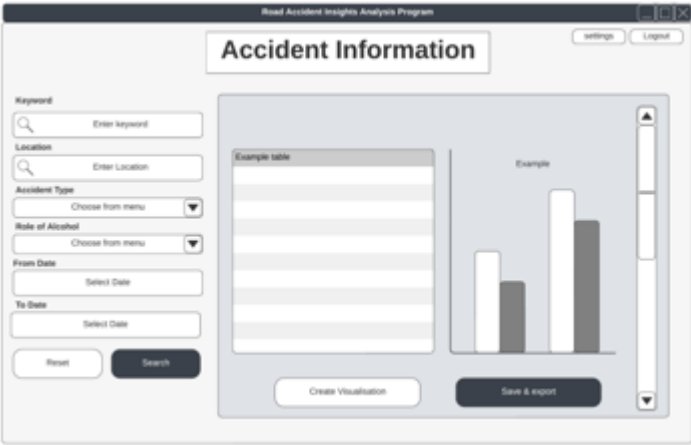 Road Accident Insights Analysis Program
settings
Logout
Accident Information
Keyword
Enter keyword
Location
Enter Location
Accident Type
Choose from menu
Role of Alcohol
Choose from menu
From Date
Select Date
To Date
Select Date
Reset
Search
Example table
Example
Create Visualisation
Save & export